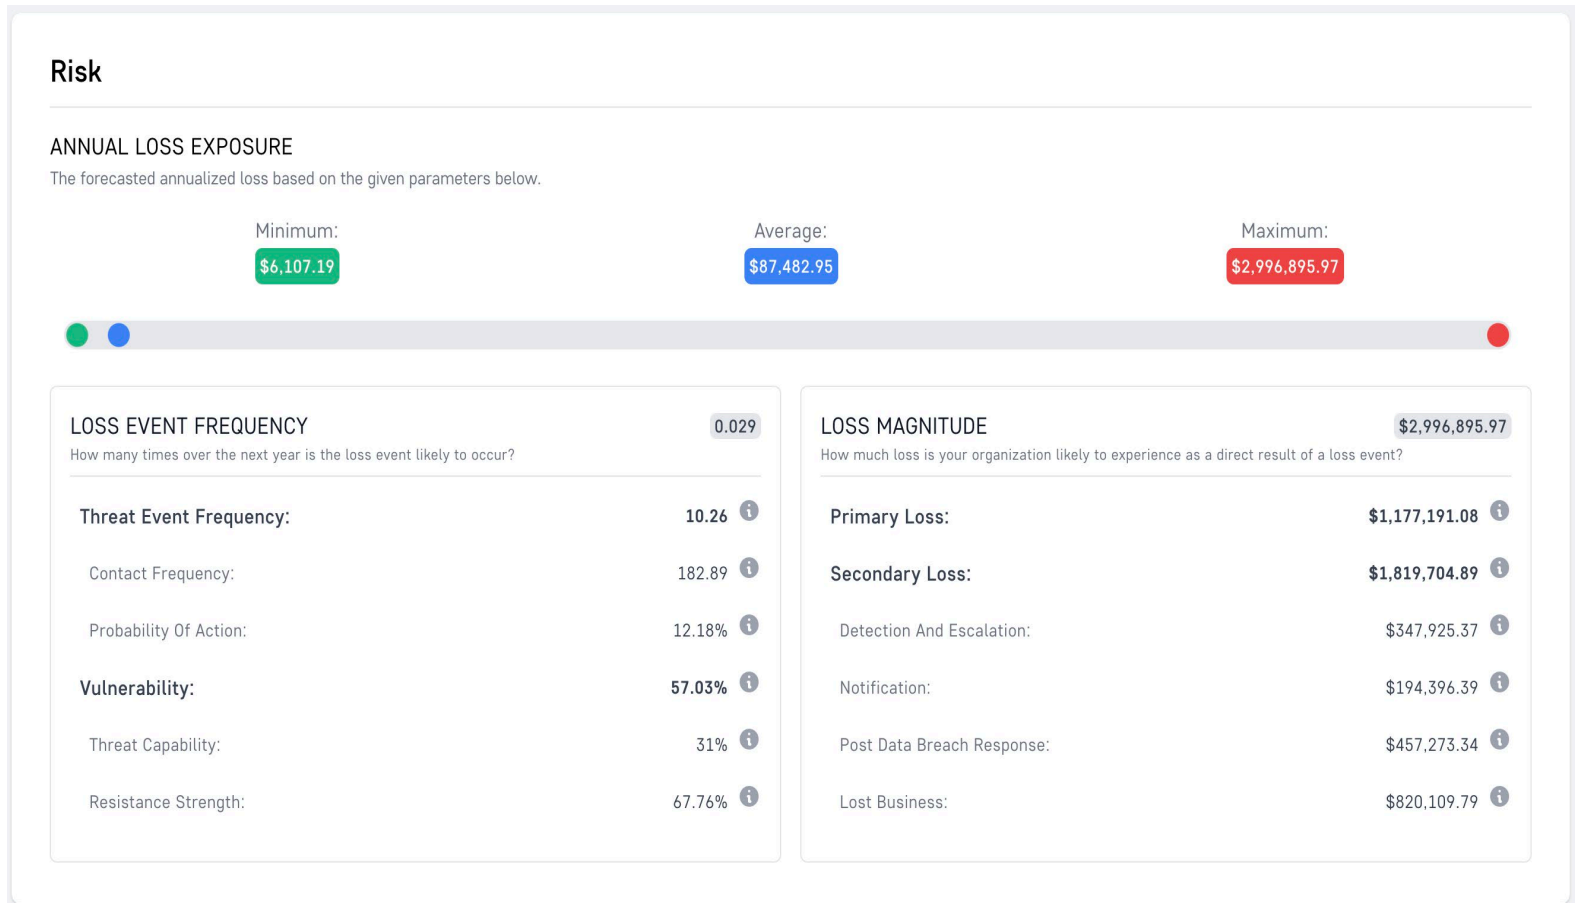 Risk
ANNUAL LOSS EXPOSURE
The forecasted annualized loss based on the given parameters below.
Minimum: Average: Maximum:
$6,107.19 $87,482.95 $2,996,895.97
LOSS EVENT FREQUENCY 0.029
How many times over the next year is the loss event likely to occur?
Threat Event Frequency: 10.26
Contact Frequency: 182.89
Probability Of Action: 12.18%
Vulnerability: 57.03%
Threat Capability: 31%
Resistance Strength: 67.76%
LOSS MAGNITUDE $2,996,895.97
How much loss is your organization likely to experience as a direct result of a loss event?
Primary Loss: $1,177,191.08
Secondary Loss: $1,819,704.89
Detection And Escalation: $347,925.37
Notification: $194,396.39
Post Data Breach Response: $457,273.34
Lost Business: $820,109.79